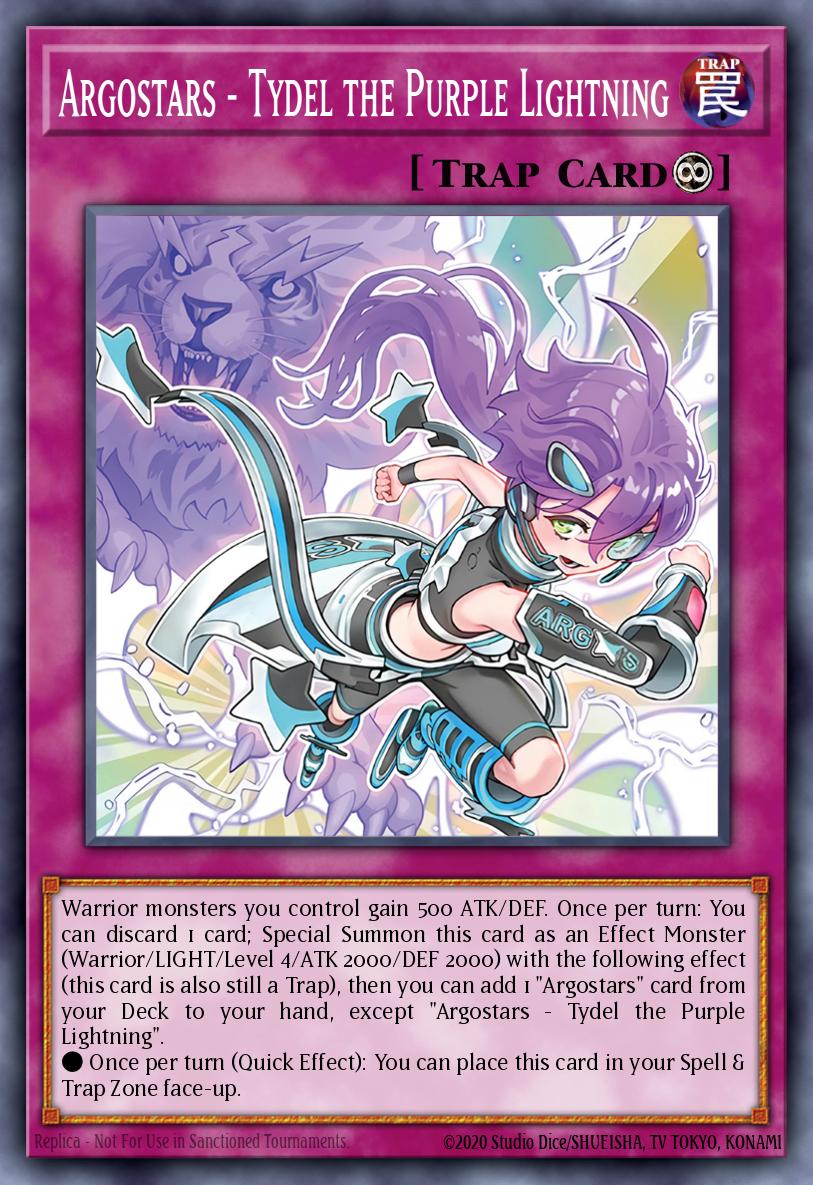 Argostars - Tydel the Purple Lightning
TRAP
罠
[Trap Card♾]
ARG★S
Warrior monsters you control gain 500 ATK/DEF. Once per turn: You
can discard 1 card; Special Summon this card as an Effect Monster
(Warrior/LIGHT/Level 4/ATK 2000/DEF 2000) with the following effect
(this card is also still a Trap), then you can add 1 "Argostars" card from
your Deck to your hand, except "Argostars - Tydel the Purple
Lightning".
● Once per turn (Quick Effect): You can place this card in your Spell &
Trap Zone face-up.
Replica - Not For Use in Sanctioned Tournaments.
©2020 Studio Dice/SHUEISHA, TV TOKYO, KONAMI